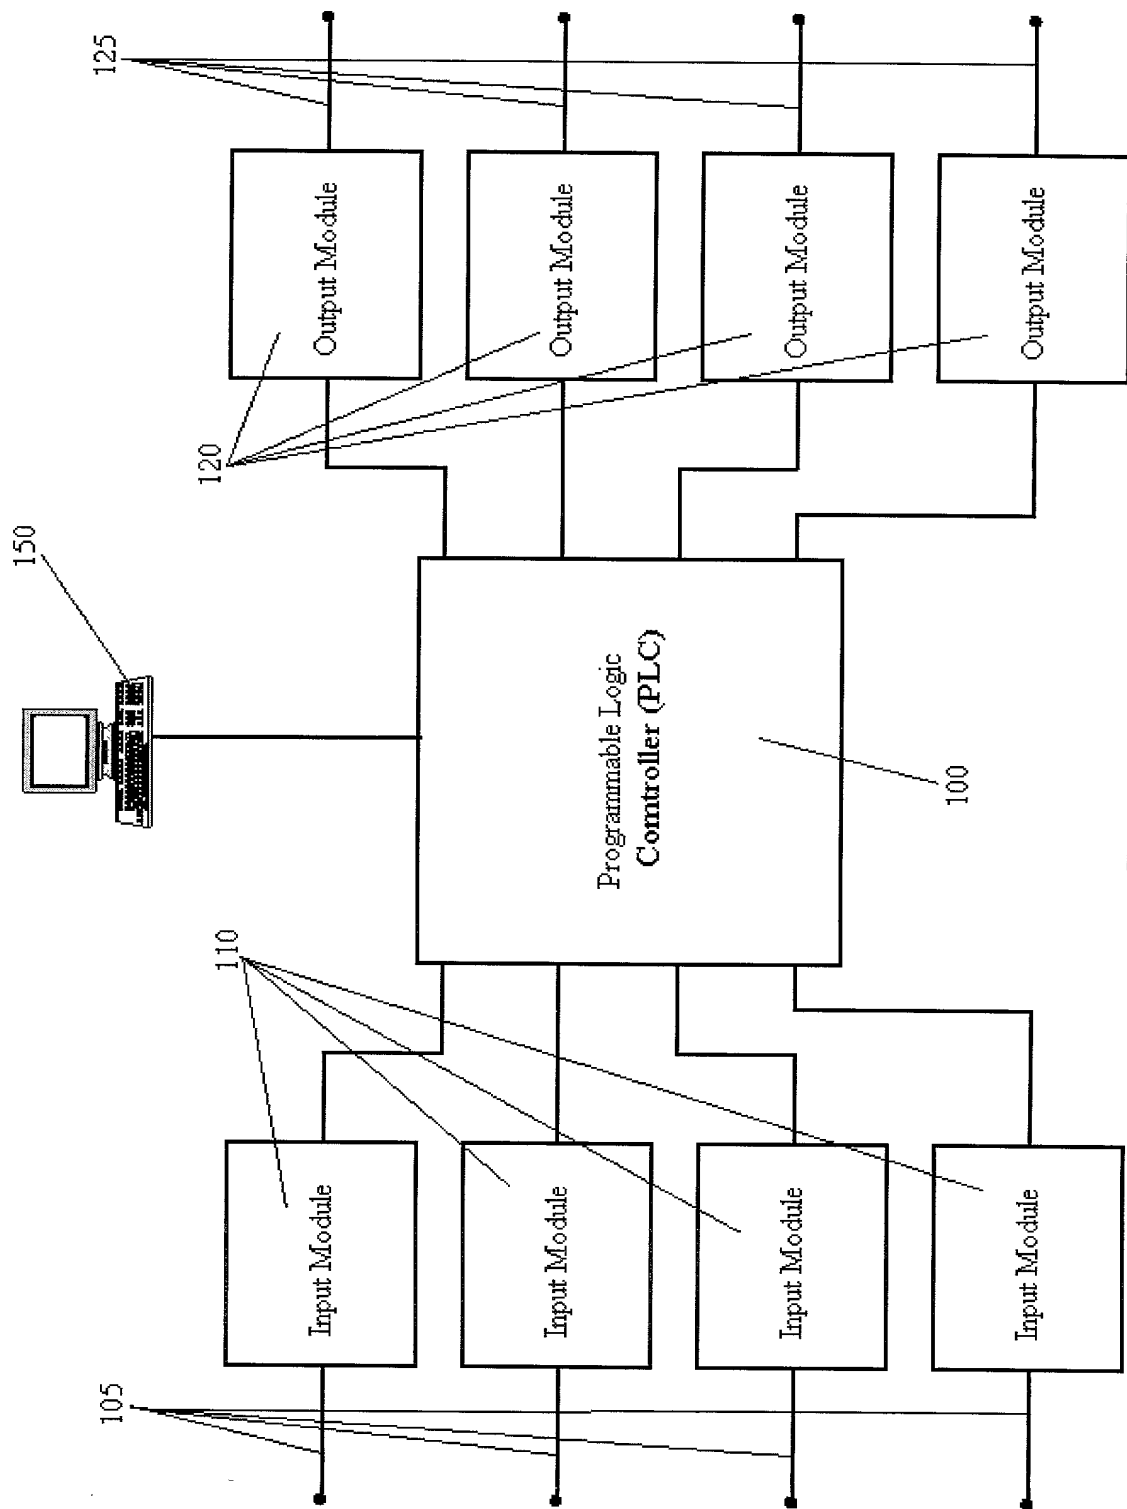 150
105
110
120
125
Input Module
Output Module
Input Module
Output Module
Programmable Logic
Comtroller (PLC)
Input Module
Output Module
100
Input Module
Output Module